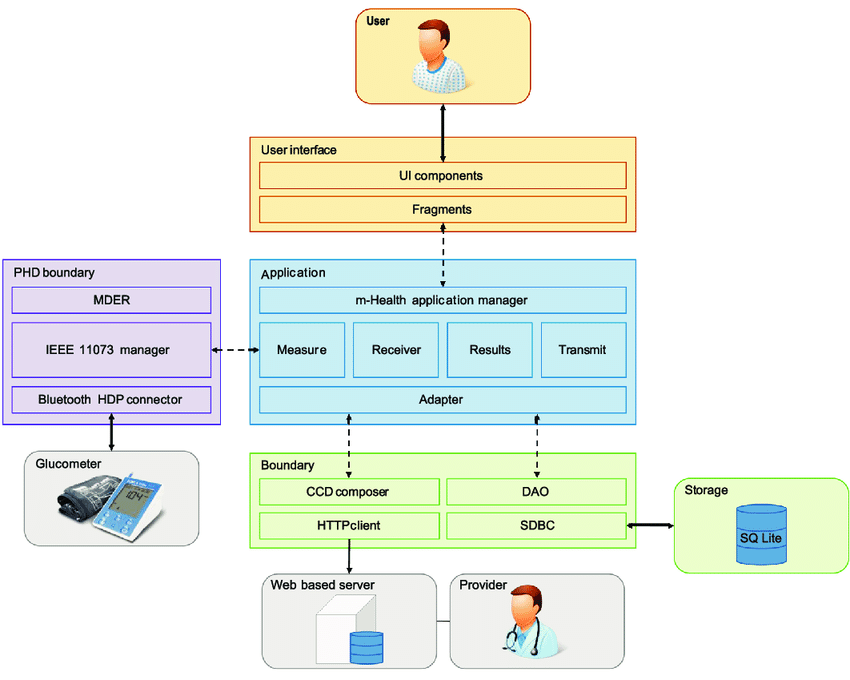 User
User interface
UI components
Fragments
PHD boundary
MDER
IEEE 11073 manager
Bluetooth HDP connector
Application
m-Health application manager
Measure
Receiver
Results
Transmit
Adapter
Glucometer
104
Boundary
CCD composer
DAO
HTTPclient
SDBC
Storage
SQ Lite
Web based server
Provider